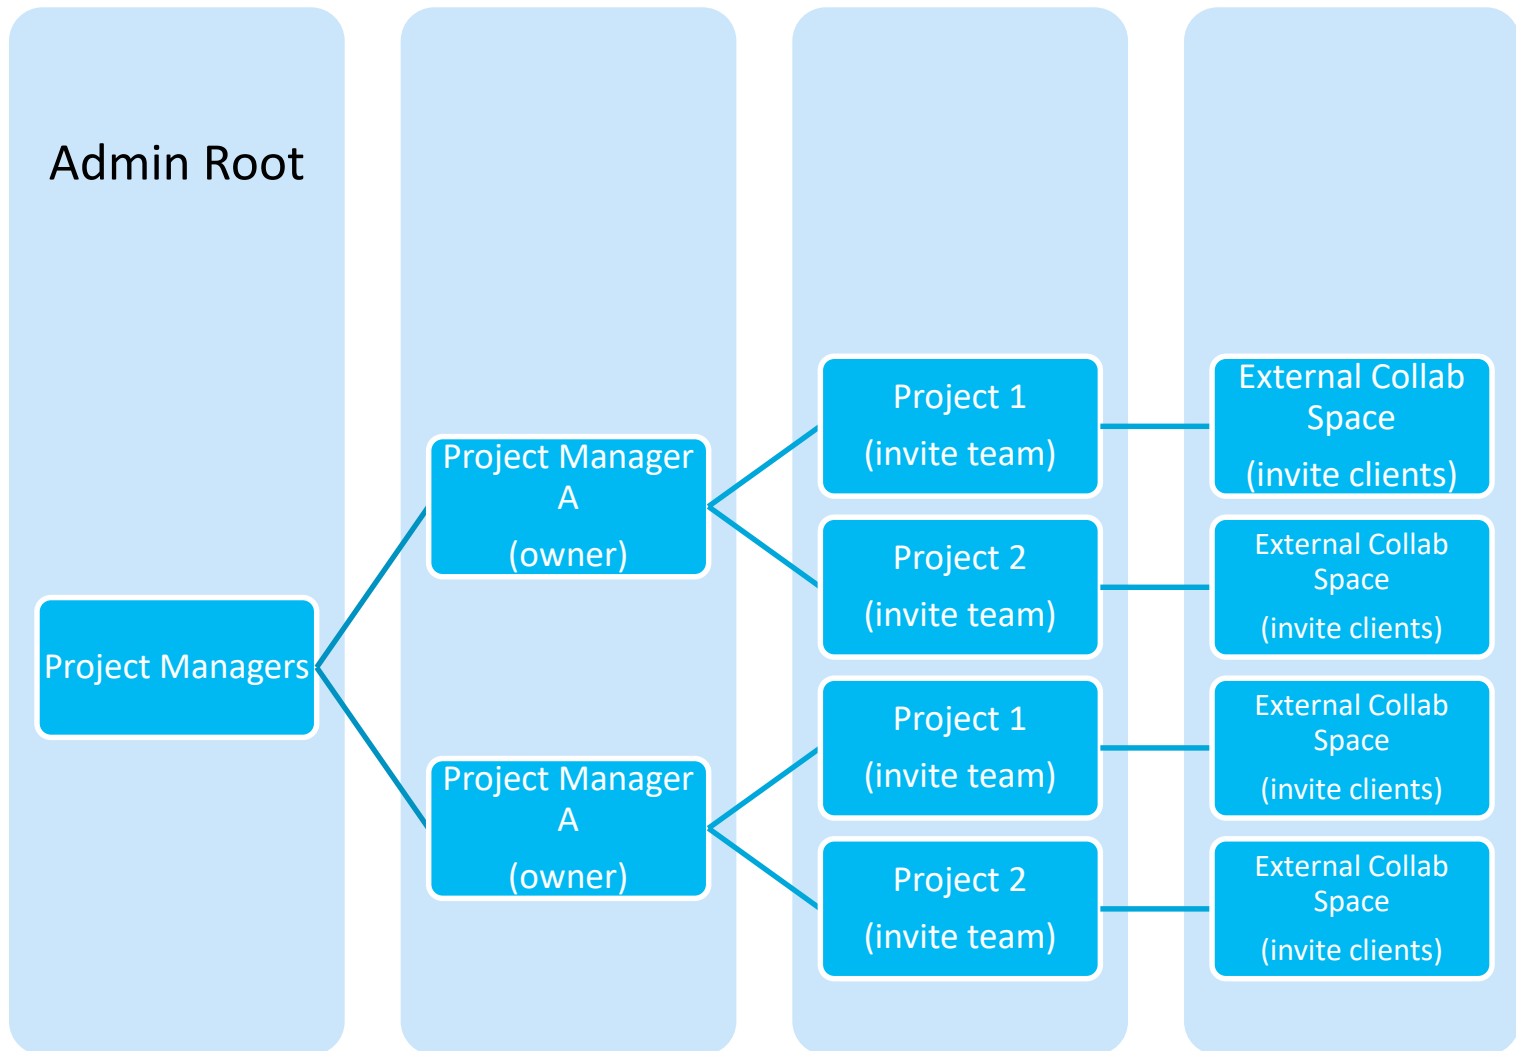 Admin Root
Project Managers
Project Manager
A
(owner)
Project Manager
A
(owner)
Project 1
(invite team)
Project 2
(invite team)
Project 1
(invite team)
Project 2
(invite team)
External Collab
Space
(invite clients)
External Collab
Space
(invite clients)
External Collab
Space
(invite clients)
External Collab
Space
(invite clients)